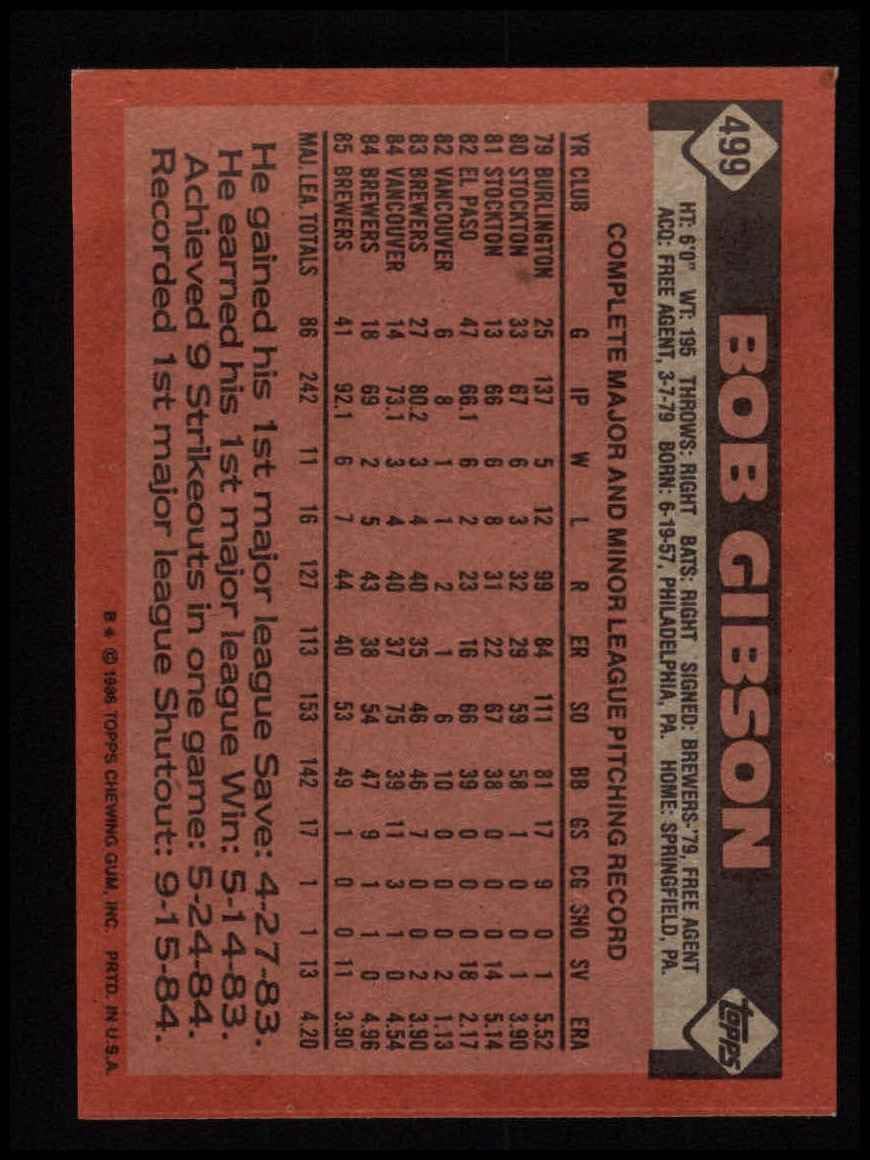 499
BOB GIBSON
topps
HT: 6'0" WT: 195 THROWS: RIGHT BATS: RIGHT SIGNED: BREWERS-'79, FREE AGENT
ACQ: FREE AGENT, 3-7-79 BORN: 6-19-57, PHILADELPHIA, PA. HOME: SPRINGFIELD, PA.
COMPLETE MAJOR AND MINOR LEAGUE PITCHING RECORD
YR CLUB G IP W L R ER SO BB GS CG SHO SV ERA
79 BURLINGTON 25 137 5 12 99 84 111 81 17 9 0 1 5.52
80 STOCKTON 33 67 6 3 32 29 59 58 1 0 0 1 3.90
81 STOCKTON 13 66 6 8 31 22 67 38 0 0 0 14 5.14
82 EL PASO 47 66.1 6 2 23 16 66 39 0 0 0 18 2.17
82 VANCOUVER 6 8 1 1 2 1 6 10 0 0 0 2 1.13
83 BREWERS 27 80.2 3 4 40 35 46 46 7 0 0 2 3.90
84 VANCOUVER 14 73.1 3 4 40 37 75 39 11 3 1 0 4.54
84 BREWERS 18 69 2 5 43 38 54 47 9 1 1 0 4.96
85 BREWERS 41 92.1 6 7 44 40 53 49 1 0 0 11 3.90
MAJ. LEA TOTALS 86 242 11 16 127 113 153 142 17 1 1 13 4.20
He gained his 1st major league Save: 4-27-83.
He earned his 1st major league Win: 5-14-83.
Achieved 9 Strikeouts in one game: 5-24-84.
Recorded 1st major league Shutout: 9-15-84.
B* © 1986 TOPPS CHEWING GUM, INC. PRTD. IN U.S.A.